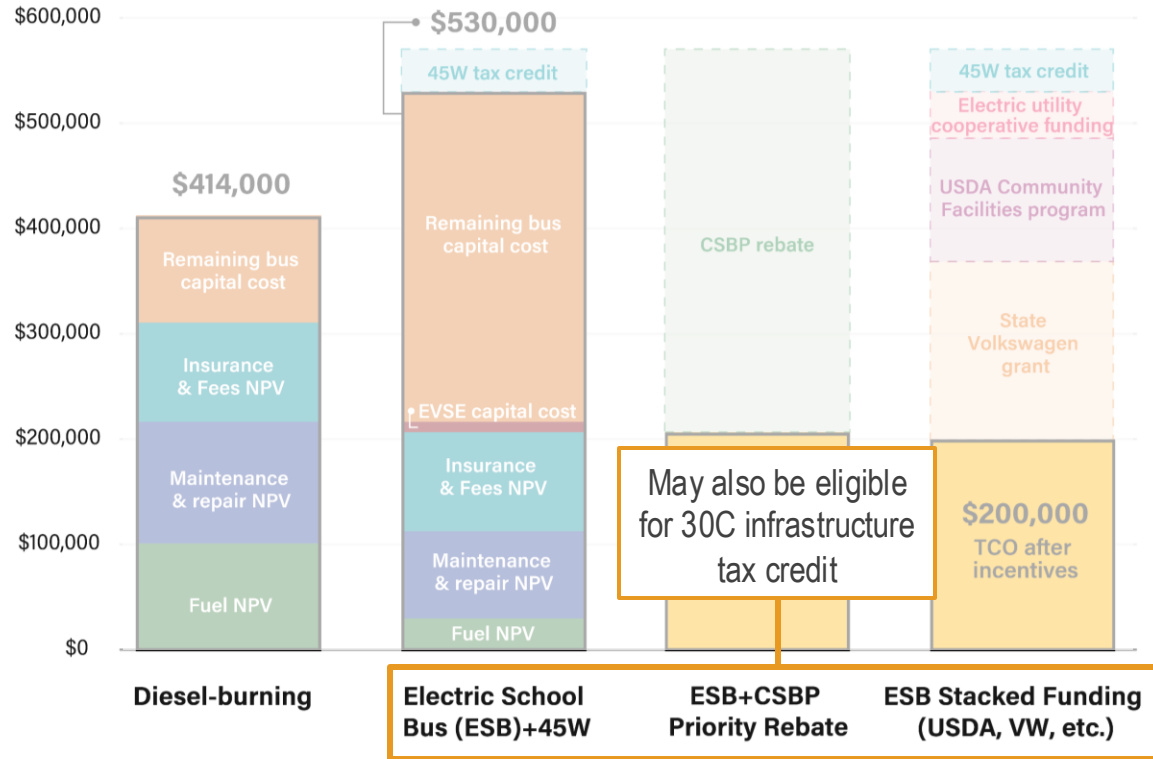 $600,000
$500,000
$400,000
$300,000
$200,000
$100,000
$0
$414,000
Remaining bus
capital cost
Insurance
& Fees NPV
Maintenance
& repair NPV
Fuel NPV
Diesel-burning
$530,000
45W tax credit
Remaining bus
capital cost
EVSE capital cost
Insurance
& Fees NPV
Maintenance
& repair NPV
Fuel NPV
Electric School
Bus (ESB)+45W
CSBP rebate
May also be eligible
for 30C infrastructure
tax credit
ESB+CSBP
Priority Rebate
45W tax credit
Electric utility
cooperative funding
USDA Community
Facilities program
State
Volkswagen
grant
$200,000
TCO after
incentives
ESB Stacked Funding
(USDA, VW, etc.)